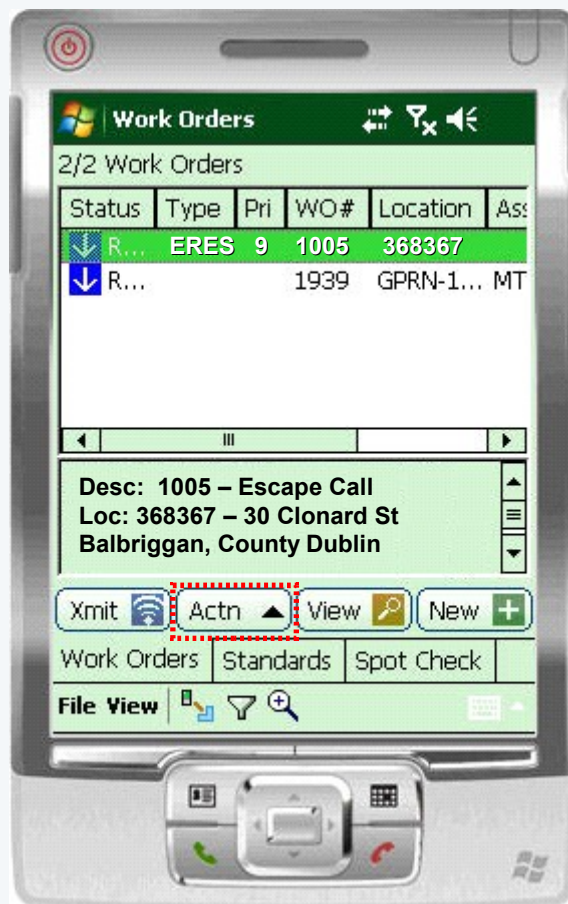 Work Orders
2/2 Work Orders
Status Type Pri WO# Location Ass
R... ERES 9 1005 368367
R... 1939 GPRN-1... MT
Desc: 1005 – Escape Call
Loc: 368367 – 30 Clonard St
Balbriggan, County Dublin
Xmit Actn View New
Work Orders Standards Spot Check
File View